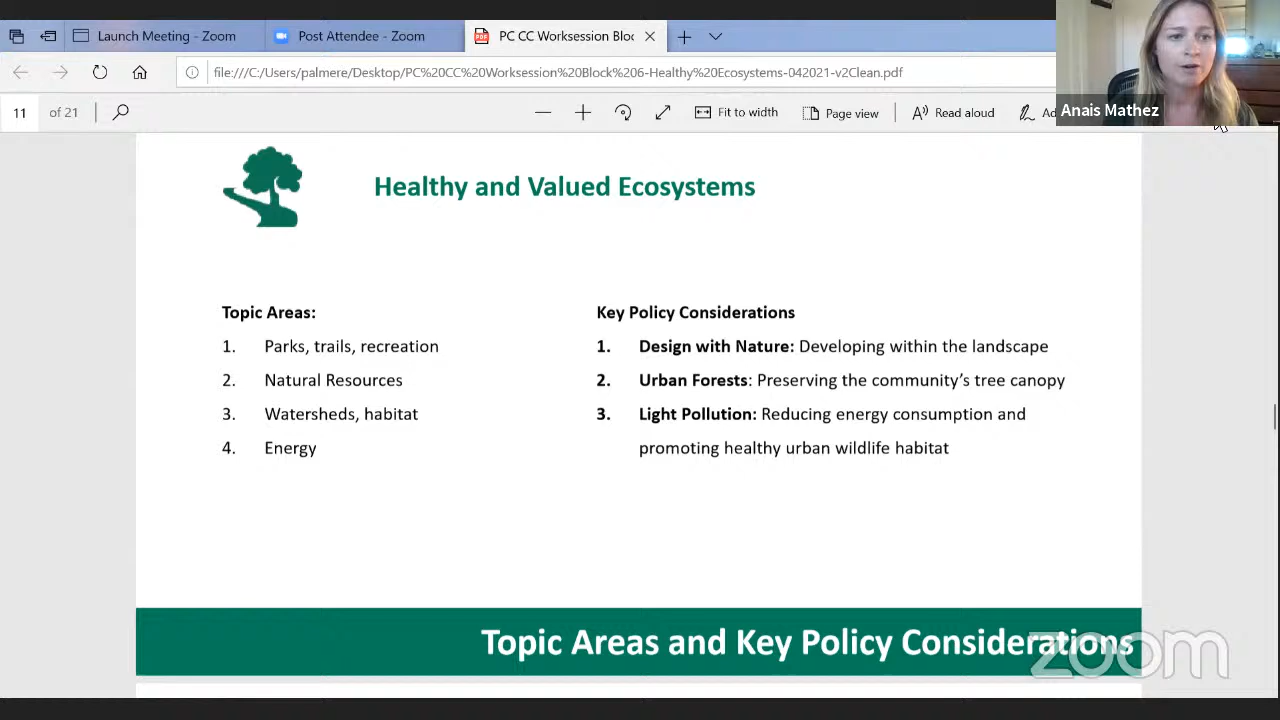 Launch Meeting - Zoom
Post Attendee - Zoom
PC CC Worksession Bloc
file:///C:/Users/palmere/Desktop/PC%20CC%20Worksession%20Block%206-Healthy%20Ecosystems-042021-v2Clean.pdf
11 of 21
Fit to width
Page view
Read aloud
Anais Mathez
Healthy and Valued Ecosystems
Topic Areas:
1. Parks, trails, recreation
2. Natural Resources
3. Watersheds, habitat
4. Energy
Key Policy Considerations
1. Design with Nature: Developing within the landscape
2. Urban Forests: Preserving the community's tree canopy
3. Light Pollution: Reducing energy consumption and
promoting healthy urban wildlife habitat
Topic Areas and Key Policy Considerations
zoom